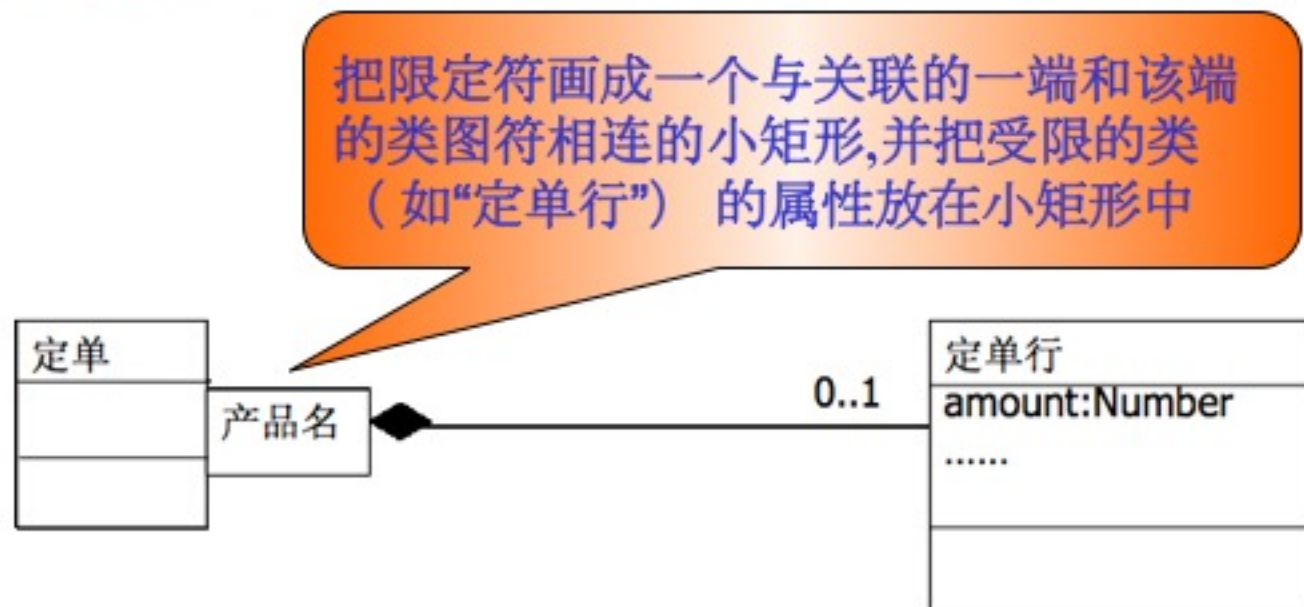 把限定符画成一个与关联的一端和该端
的类图符相连的小矩形,并把受限的类
（如“定单行”） 的属性放在小矩形中
定单
产品名
0..1
定单行
amount:Number
......